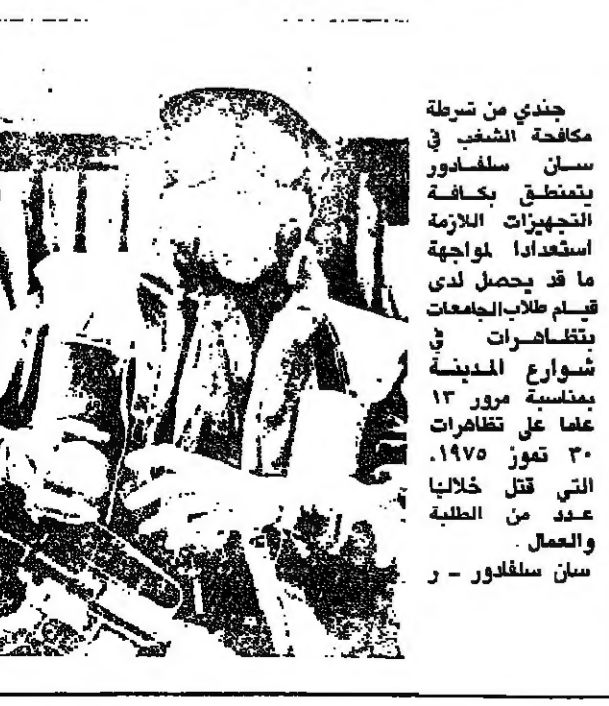 جندي من شرطة
مكافحة الشغب في
سان سلفادور
يتمنطق بكافة
التجهيزات اللازمة
استعدادا لمواجهة
ما قد يحصل لدى
قيام طلاب الجامعات
بتظاهرات في
شوارع المدينة
بمناسبة مرور ١٣
عاما على تظاهرات
٣٠ تموز ١٩٧٥.
التي قتل خلالها
عدد من الطلبة
والعمال.
سان سلفادور - ر